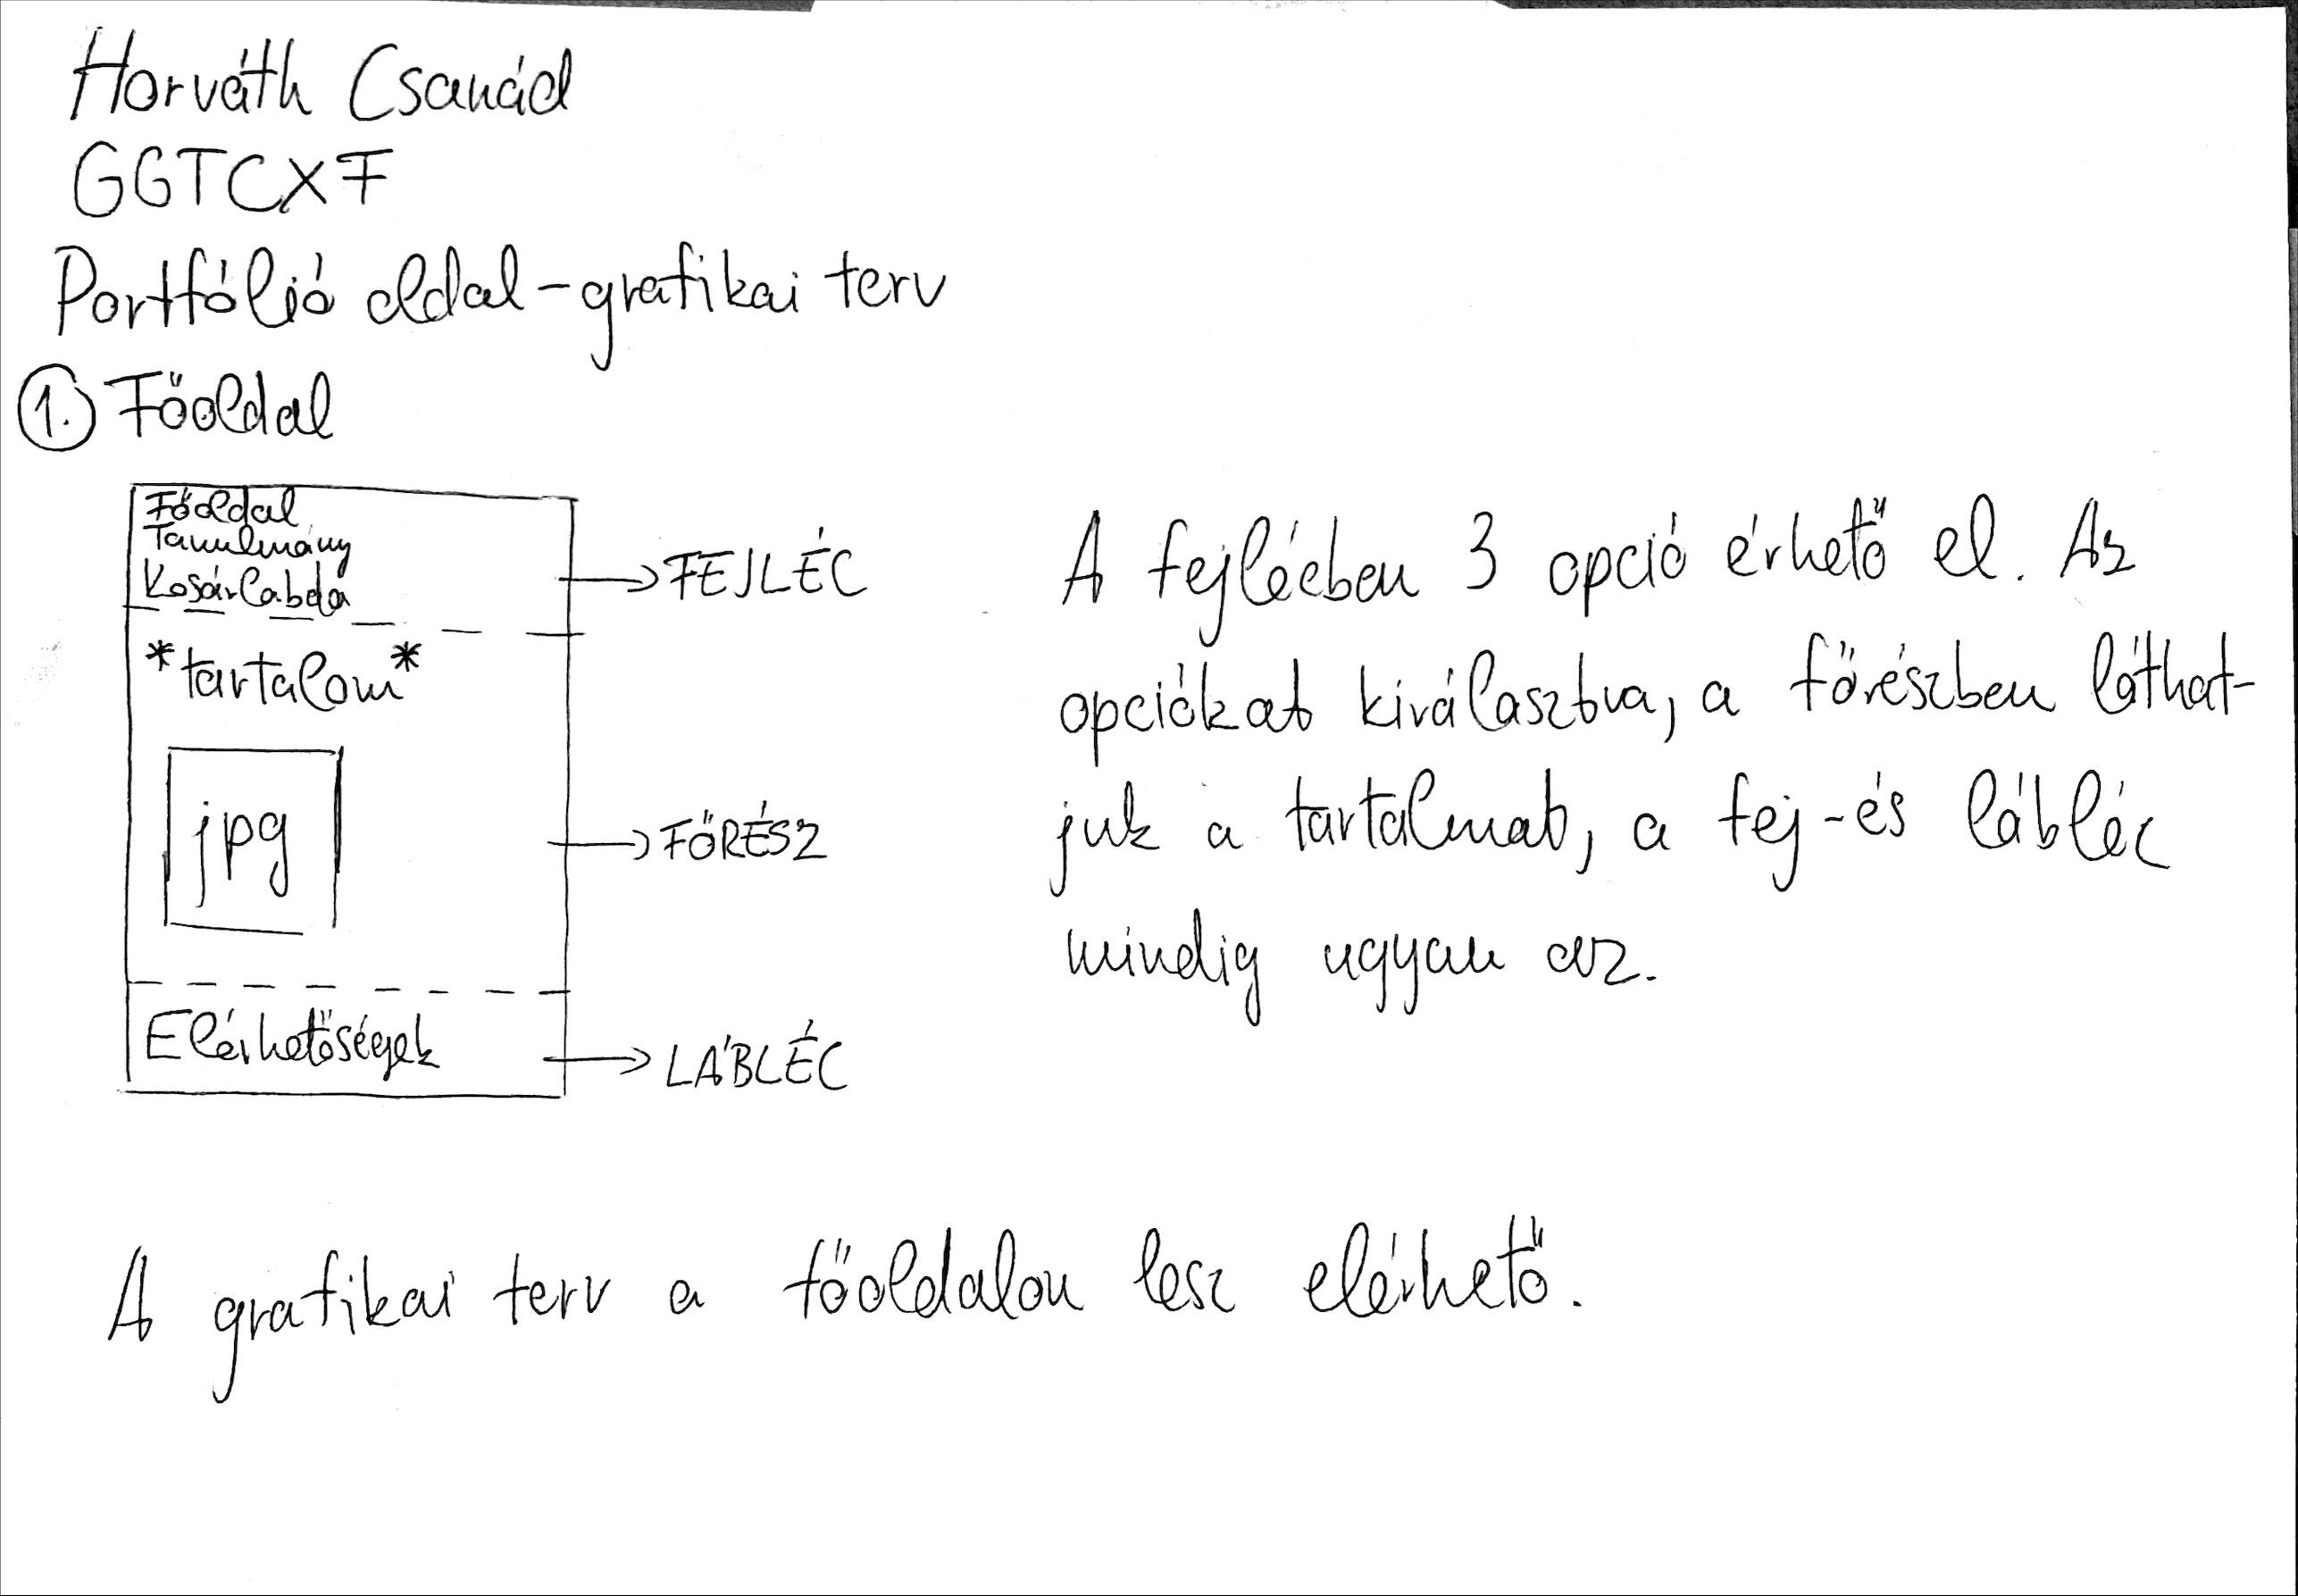 Horváth Csanád
GGTCXF
Portfólió oldal-grafikai terv
1. Főoldal
Főoldal
Tanulmány
Kosárlabda
*tartalom*
jpg
Elérhetőségek
→FEJLÉC
→FŐRÉSZ
→LÁBLÉC
A fejlécben 3 opció érhető el. Az
opciókat kiválasztva, a főrészben láthat-
juk a tartalmat, a fej-és lábléc
mindig ugyan az.
A grafikai terv a főoldalon lesz elérhető.